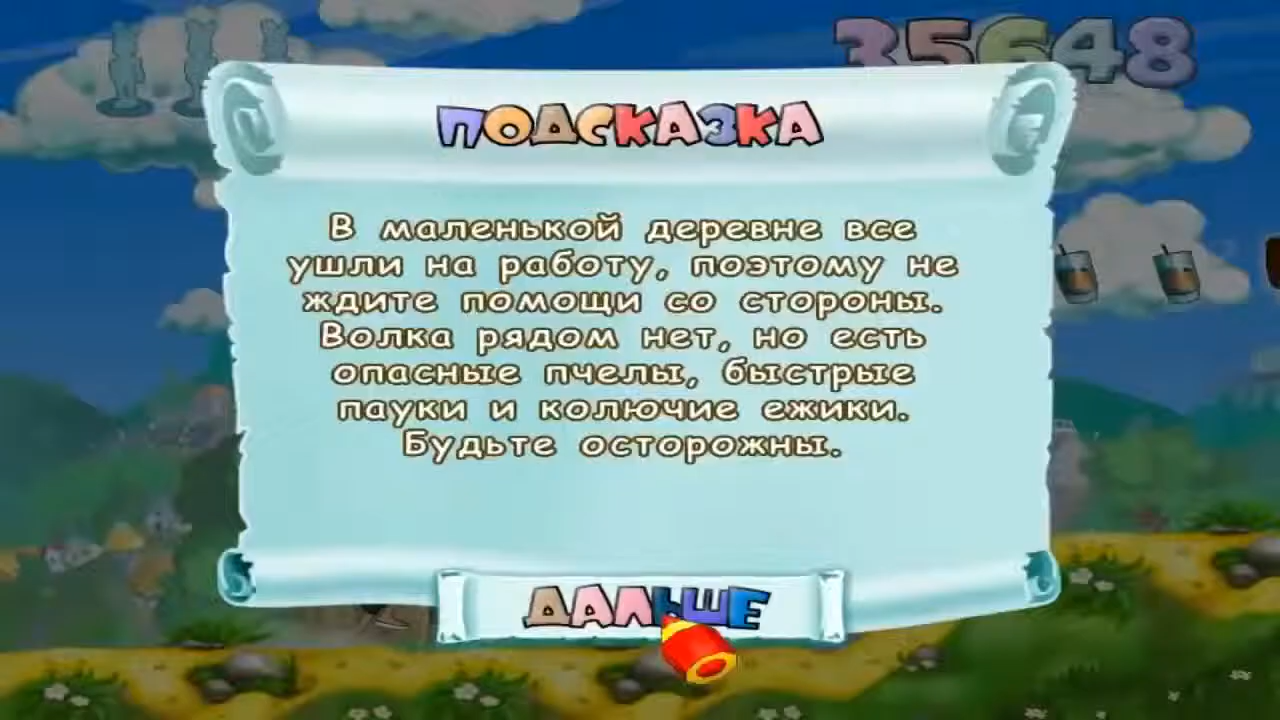 35648
ПОДСКАЗКА
В маленькой деревне все
ушли на работу, поэтому не
ждите помощи со стороны.
Волка рядом нет, но есть
опасные пчелы, быстрые
пауки и колючие ежики.
Будьте осторожны.
ДАЛЬШЕ